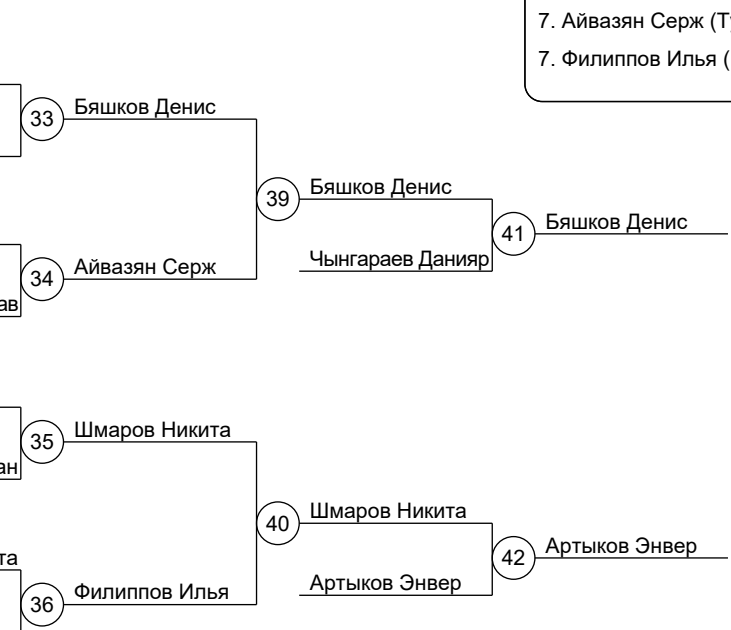 7. Айвазян Серж
7. Филиппов Илья
33 Бяшков Денис
39 Бяшков Денис
41 Бяшков Денис
Чынгараев Данияр
34 Айвазян Серж
35 Шмаров Никита
40 Шмаров Никита
42 Артыков Энвер
Артыков Энвер
36 Филиппов Илья